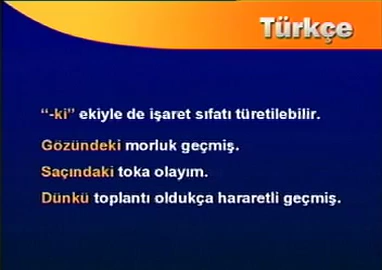 Türkçe
“-ki” ekiyle de işaret sıfatı türetilebilir.
Gözündeki morluk geçmiş.
Saçındaki toka olayım.
Dünkü toplantı oldukça hararetli geçmiş.